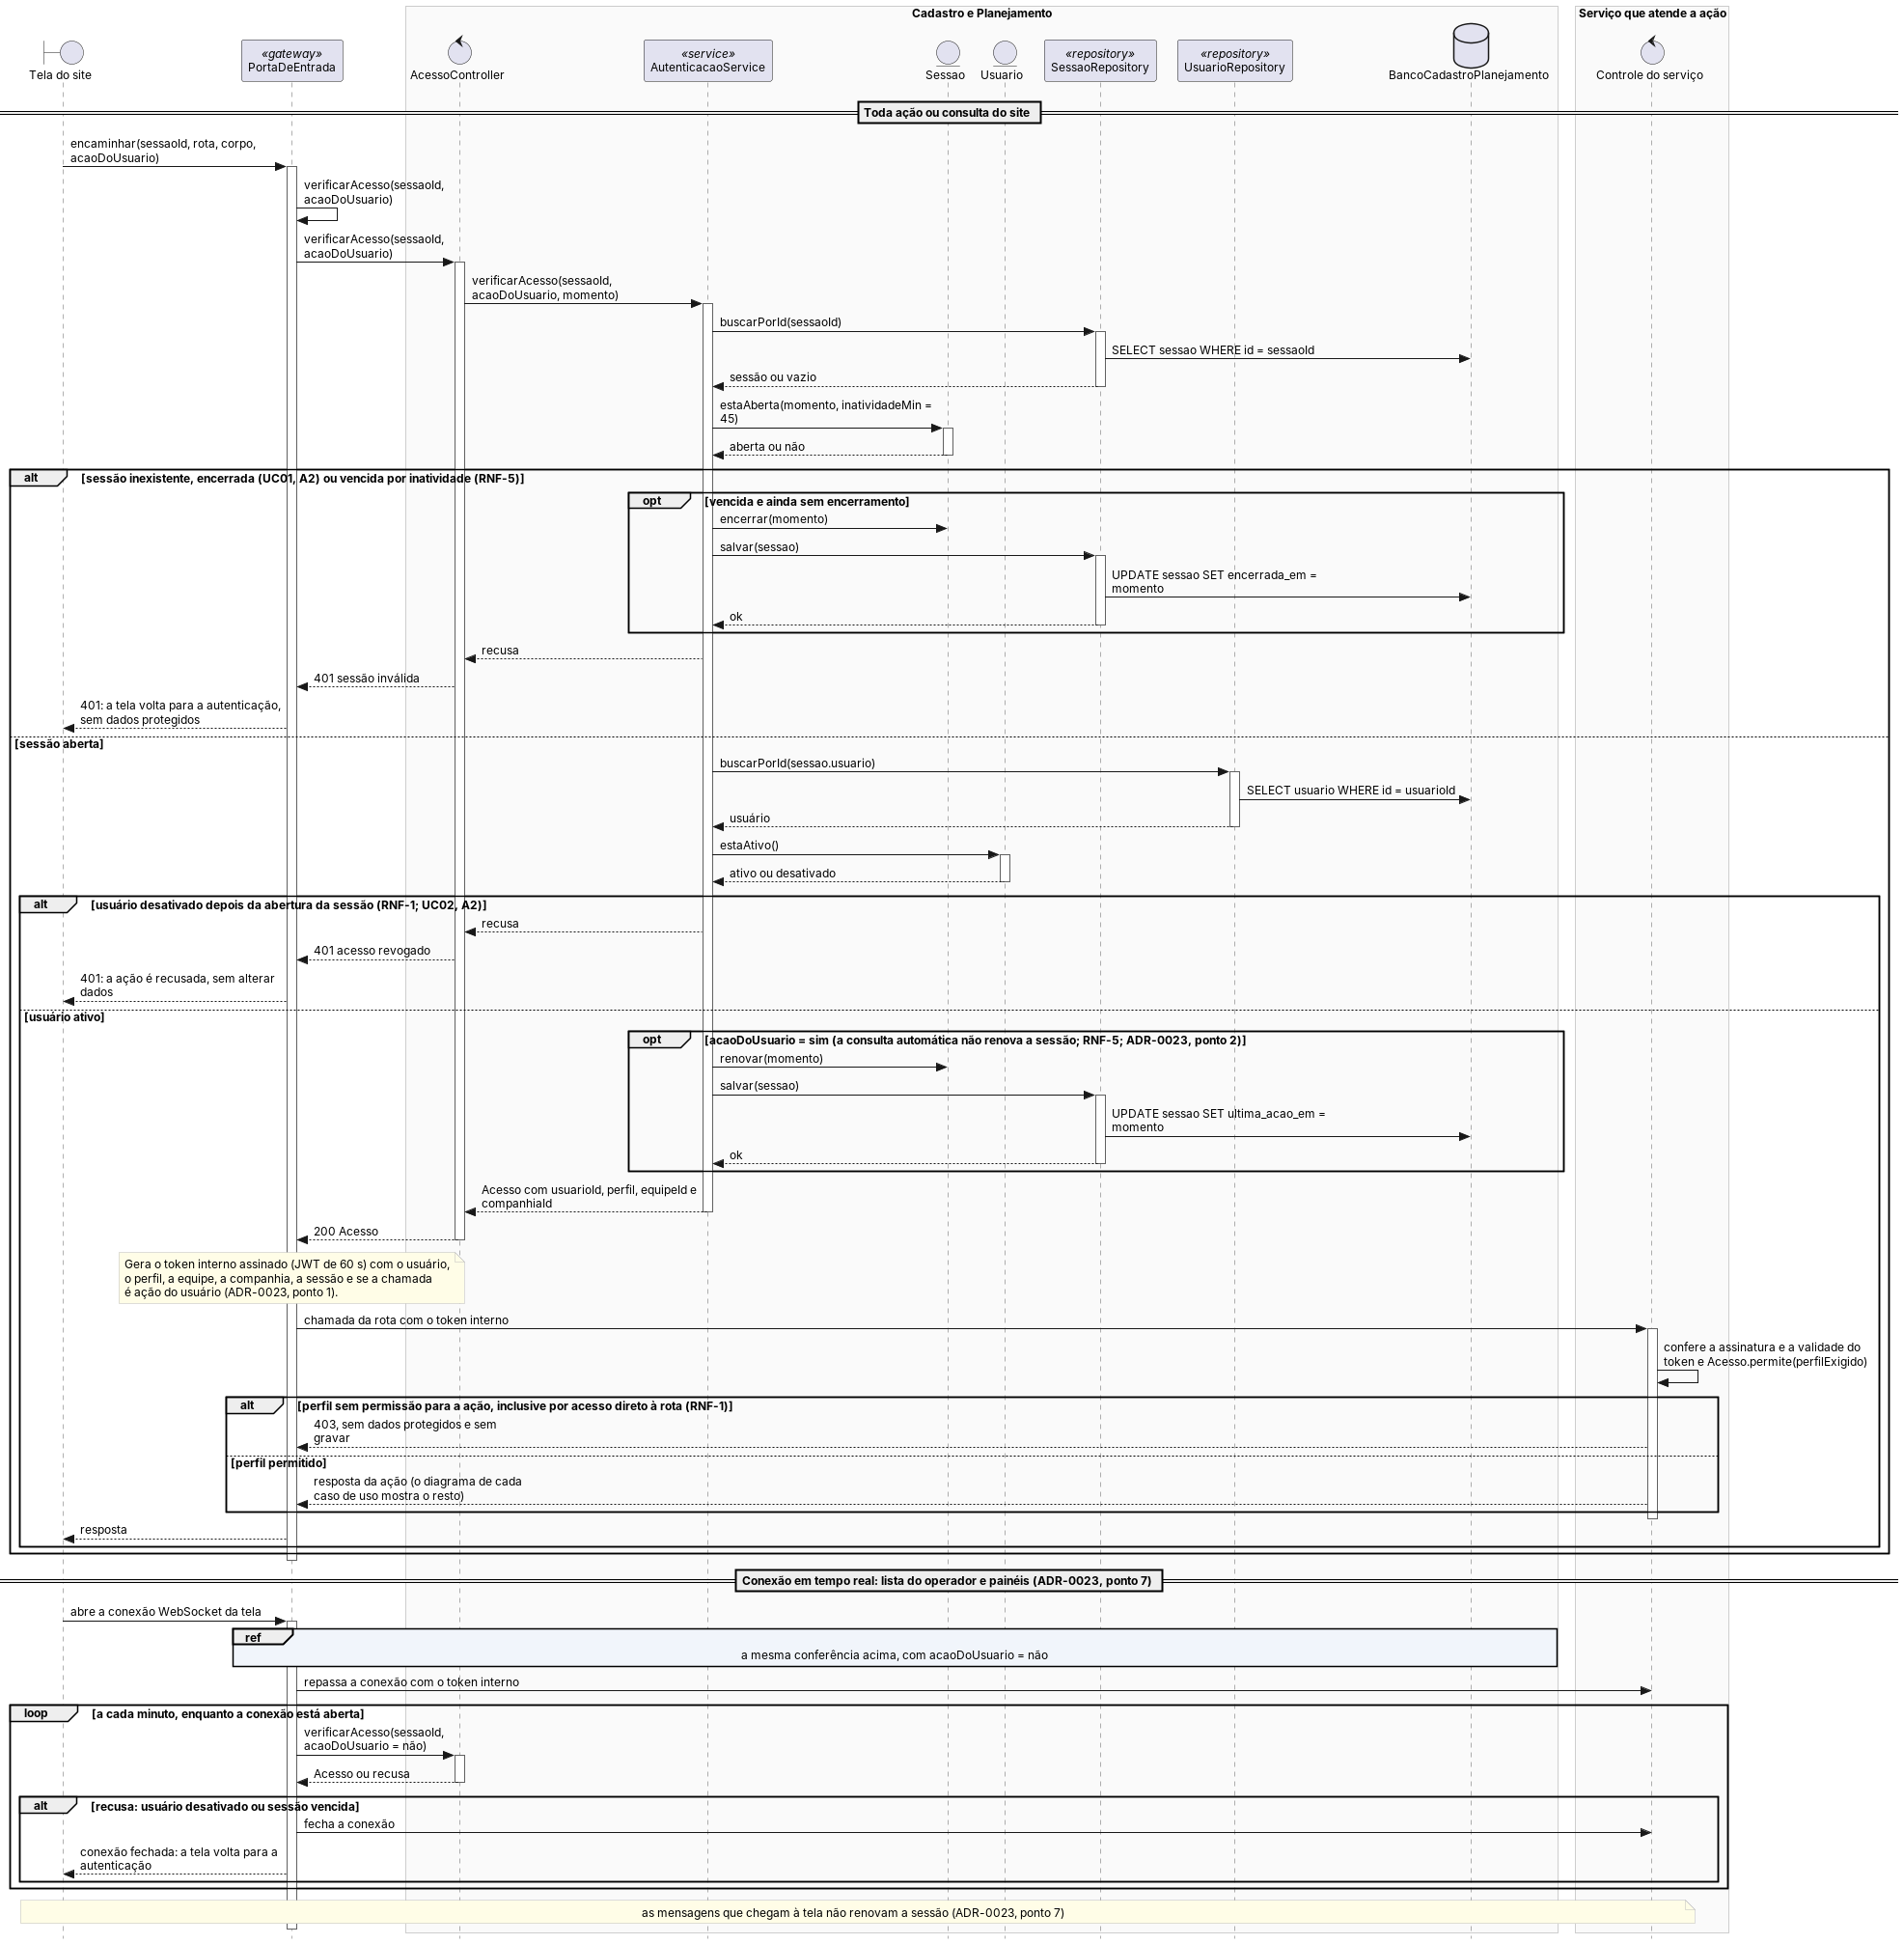 Cadastro e Planejamento
Serviço que atende a ação
Tela do site
«gateway»
PortaDeEntrada
AcessoController
«service»
AutenticacaoService
Sessao
Usuario
«repository»
SessaoRepository
«repository»
UsuarioRepository
BancoCadastroPlanejamento
Controle do serviço
Toda ação ou consulta do site
encaminhar(sessaoId, rota, corpo,
acaoDoUsuario)
verificarAcesso(sessaoId,
acaoDoUsuario)
verificarAcesso(sessaoId,
acaoDoUsuario)
verificarAcesso(sessaoId,
acaoDoUsuario, momento)
buscarPorId(sessaoId)
SELECT sessao WHERE id = sessaoId
sessão ou vazio
estaAberta(momento, inatividadeMin =
45)
aberta ou não
alt
[sessão inexistente, encerrada (UC01, A2) ou vencida por inatividade (RNF-5)]
opt
[vencida e ainda sem encerramento]
encerrar(momento)
salvar(sessao)
UPDATE sessao SET encerrada_em =
momento
ok
recusa
401 sessão inválida
401: a tela volta para a autenticação,
sem dados protegidos
[sessão aberta]
buscarPorId(sessao.usuario)
SELECT usuario WHERE id = usuarioId
usuário
estaAtivo()
ativo ou desativado
alt
[usuário desativado depois da abertura da sessão (RNF-1; UC02, A2)]
recusa
401 acesso revogado
401: a ação é recusada, sem alterar
dados
[usuário ativo]
opt
[acaoDoUsuario = sim (a consulta automática não renova a sessão; RNF-5; ADR-0023, ponto 2)]
renovar(momento)
salvar(sessao)
UPDATE sessao SET ultima_acao_em =
momento
ok
Acesso com usuarioId, perfil, equipeId e
companhiaId
200 Acesso
Gera o token interno assinado (JWT de 60 s) com o usuário,
o perfil, a equipe, a companhia, a sessão e se a chamada
é ação do usuário (ADR-0023, ponto 1).
chamada da rota com o token interno
confere a assinatura e a validade do
token e Acesso.permite(perfilExigido)
alt
[perfil sem permissão para a ação, inclusive por acesso direto à rota (RNF-1)]
403, sem dados protegidos e sem
gravar
[perfil permitido]
resposta da ação (o diagrama de cada
caso de uso mostra o resto)
resposta
Conexão em tempo real: lista do operador e painéis (ADR-0023, ponto 7)
abre a conexão WebSocket da tela
ref
a mesma conferência acima, com acaoDoUsuario = não
repassa a conexão com o token interno
loop
[a cada minuto, enquanto a conexão está aberta]
verificarAcesso(sessaoId,
acaoDoUsuario = não)
Acesso ou recusa
alt
[recusa: usuário desativado ou sessão vencida]
fecha a conexão
conexão fechada: a tela volta para a
autenticação
as mensagens que chegam à tela não renovam a sessão (ADR-0023, ponto 7)